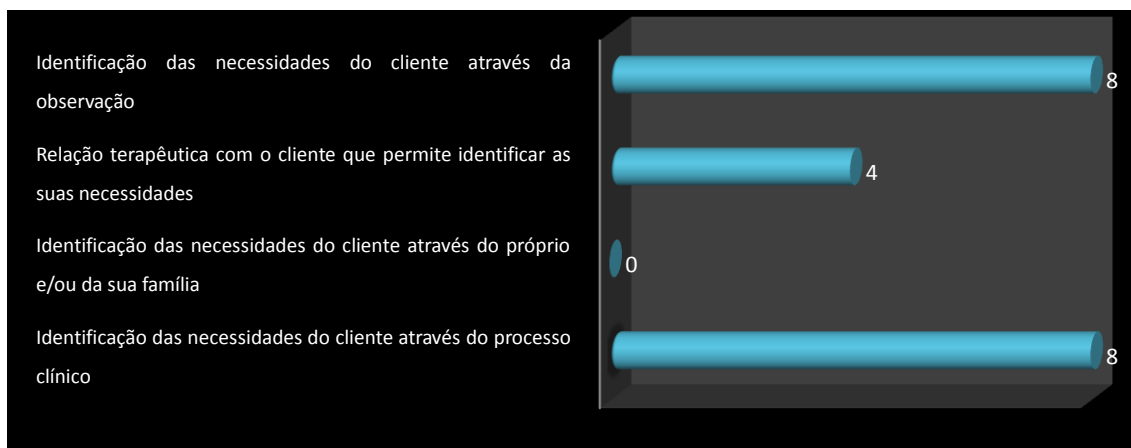 Identificação das necessidades do cliente através da
observação
8
Relação terapêutica com o cliente que permite identificar as
suas necessidades
4
Identificação das necessidades do cliente através do próprio
e/ou da sua família
0
Identificação das necessidades do cliente através do processo
clínico
8